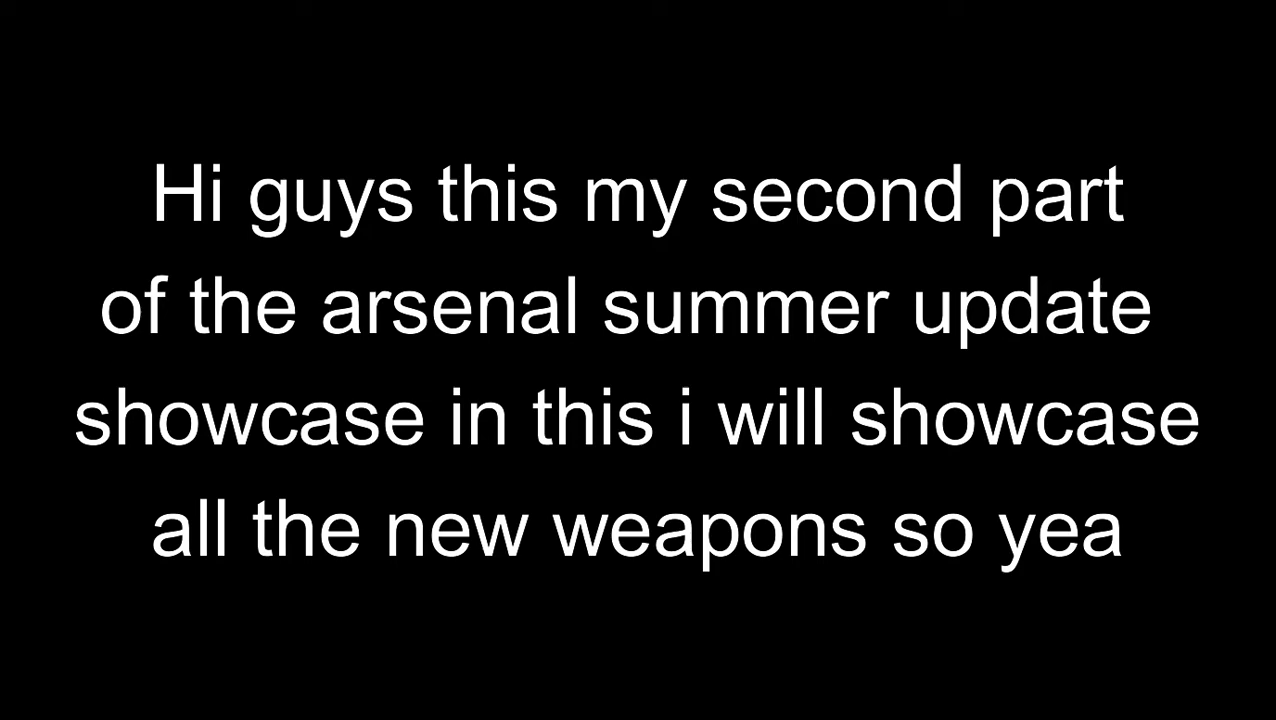 Hi guys this my second part
of the arsenal summer update
showcase in this i will showcase
all the new weapons so yea